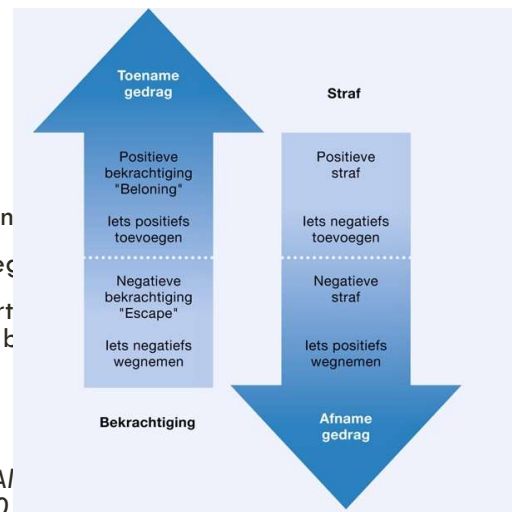 Toename
gedrag
Positieve
bekrachtiging
"Beloning"
Iets positiefs
toevoegen
Negatieve
bekrachtiging
"Escape"
Iets negatiefs
wegnemen
Bekrachtiging
Straf
Positieve
straf
Iets negatiefs
toevoegen
Negatieve
straf
Iets positiefs
wegnemen
Afname
gedrag